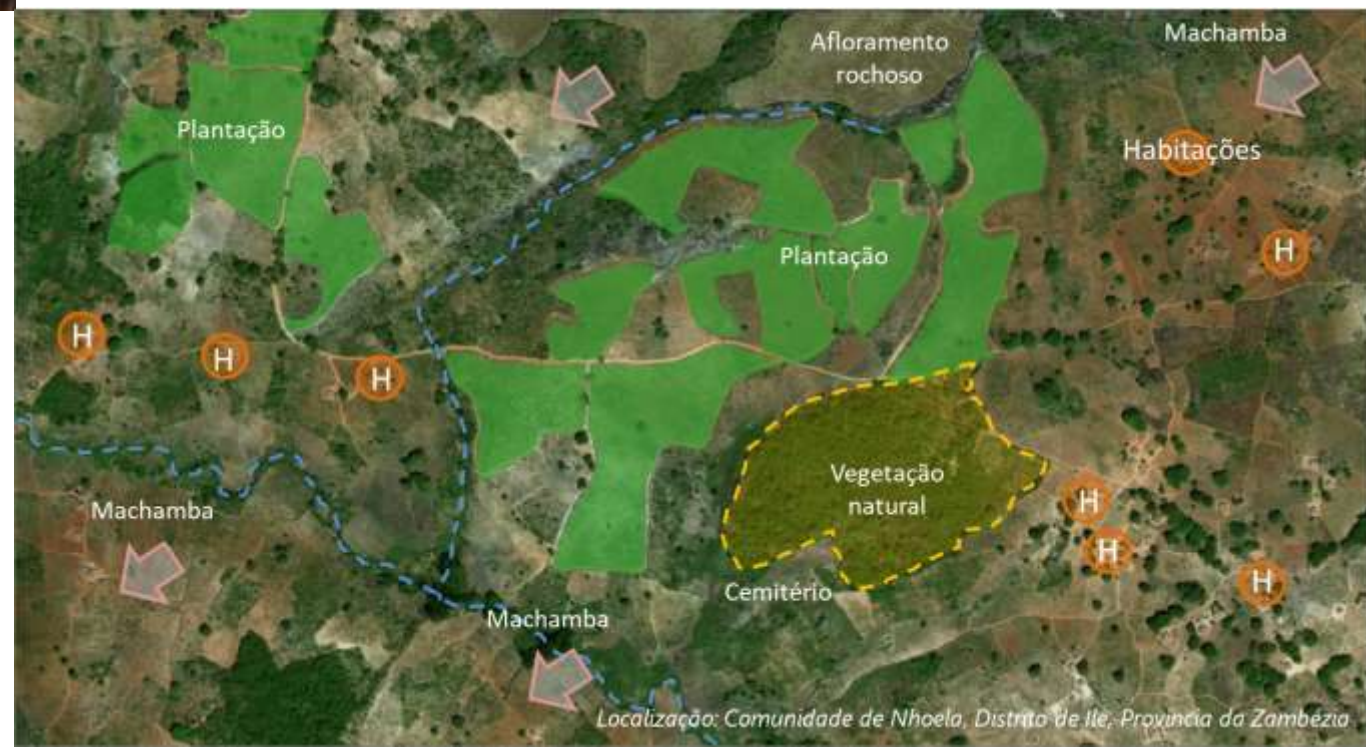 Machamba
Afloramento
rochoso
Plantação
Habitações
H
Plantação
H
H
H
Vegetação
natural
H
Machamba
H
H
Cemitério
Machamba
Localização: Comunidade de Nhoela, Distrito de Ile, Província da Zambézia